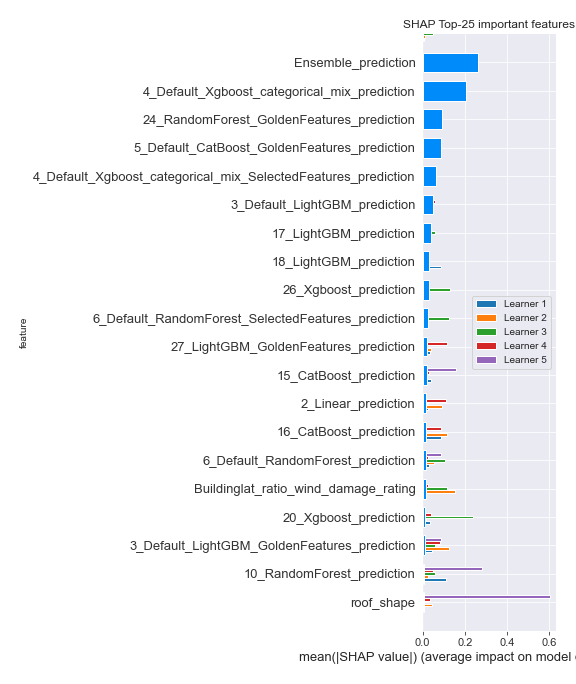 SHAP Top-25 important features
Ensemble_prediction
4_Default_Xgboost_categorical_mix_prediction
24_RandomForest_GoldenFeatures_prediction
5_Default_CatBoost_GoldenFeatures_prediction
4_Default_Xgboost_categorical_mix_SelectedFeatures_prediction
3_Default_LightGBM_prediction
17_LightGBM_prediction
18_LightGBM_prediction
26_Xgboost_prediction
6_Default_RandomForest_SelectedFeatures_prediction
27_LightGBM_GoldenFeatures_prediction
15_CatBoost_prediction
2_Linear_prediction
16_CatBoost_prediction
6_Default_RandomForest_prediction
Buildinglat_ratio_wind_damage_rating
20_Xgboost_prediction
3_Default_LightGBM_GoldenFeatures_prediction
10_RandomForest_prediction
roof_shape
feature
Learner 1
Learner 2
Learner 3
Learner 4
Learner 5
0.0 0.2 0.4 0.6
mean(|SHAP value|) (average impact on model